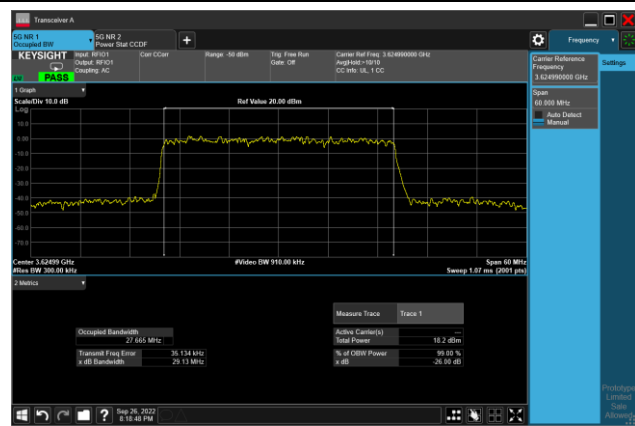 Transceiver A
5G NR 1
Occupied BW
5G NR 2
Power Stat CCDF
Frequency
KEYSIGHT
PASS
Input: RFIO1
Output: RFIO1
Coupling: AC
Corr CCorr
Range: -50 dBm
Trig: Free Run
Gate: Off
Carrier Ref Freq: 3.624990000 GHz
Avg|Hold:>10/10
CC Info: UL, 1 CC
Carrier Reference
Frequency
3.624990000 GHz
Settings
Span
60.000 MHz
Auto Detect
Manual
1 Graph
Scale/Div 10.0 dB
Ref Value 20.00 dBm
Log
10.0
0.00
-10.0
-20.0
-30.0
-40.0
-50.0
-60.0
-70.0
Center 3.62499 GHz
#Video BW 910.00 kHz
Span 60 MHz
#Res BW 300.00 kHz
Sweep 1.07 ms (2001 pts)
2 Metrics
Measure Trace
Trace 1
Occupied Bandwidth
27.665 MHz
Active Carrier(s)
---
Total Power
18.2 dBm
Transmit Freq Error
35.134 kHz
% of OBW Power
99.00 %
x dB Bandwidth
29.13 MHz
x dB
-26.00 dB
Prototype
Limited
Sale
Allowed
Sep 26, 2022
8:18:48 PM